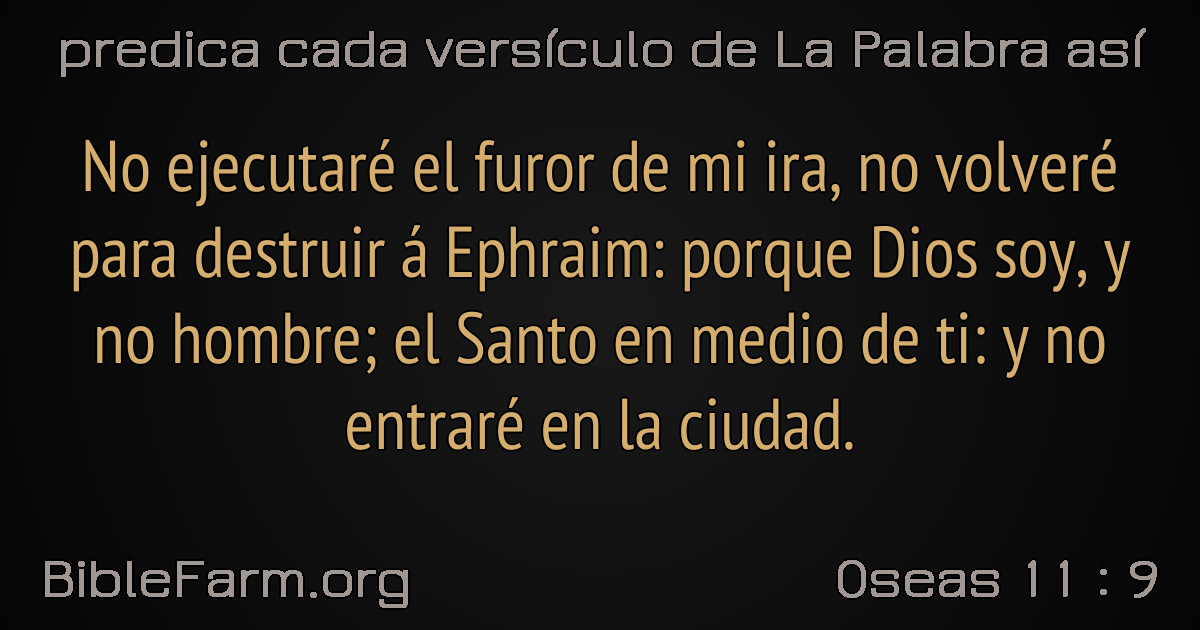 predica cada versículo de La Palabra así
No ejecutaré el furor de mi ira, no volveré
para destruir á Ephraim: porque Dios soy, y
no hombre; el Santo en medio de ti: y no
entraré en la ciudad.
BibleFarm.org
Oseas 11 : 9